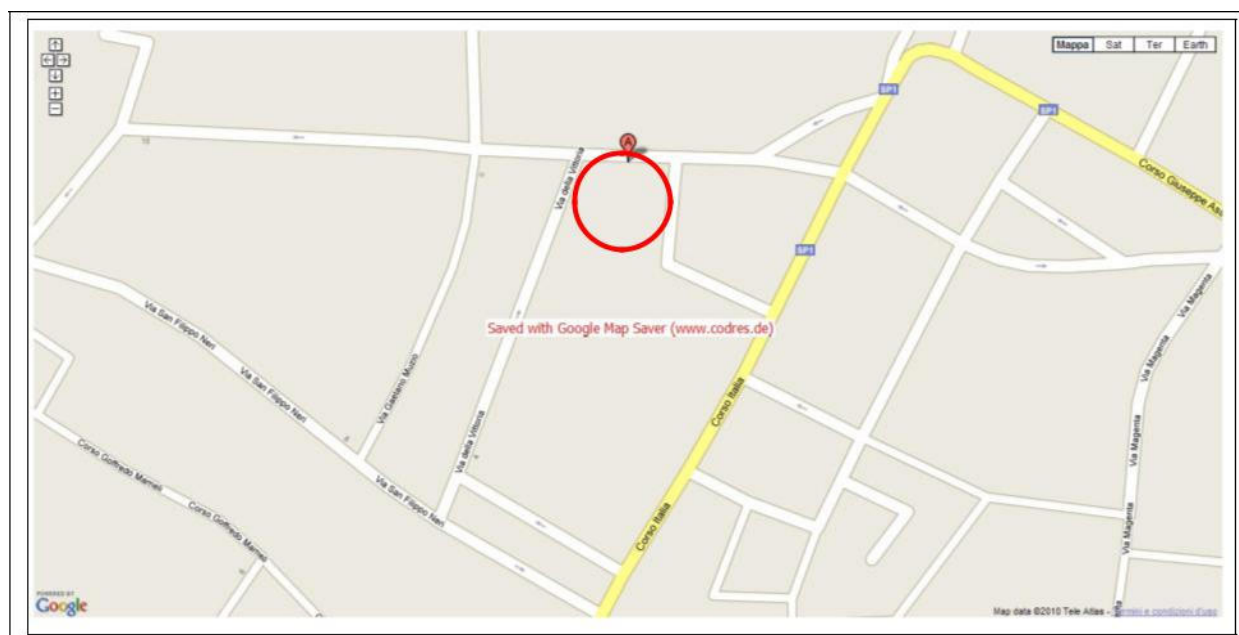 Mappa Sat Ter Earth
SP1
SP1
Corso Giuseppe Ass
A
Via della Vittoria
SP1
Via Magenta
Via San Filippo Neri
Saved with Google Map Saver (www.codres.de)
Via Magenta
Via Gaetano Muzio
Via San Filippo Neri
Corso Italia
Via della Vittoria
Via Magenta
Corso Goffredo Mameli
Via San Filippo Neri
Corso Goffredo Mameli
Corso Italia
Via Magenta
POWERED BY
Google
Map data ©2010 Tele Atlas - Termini e condizioni d'uso